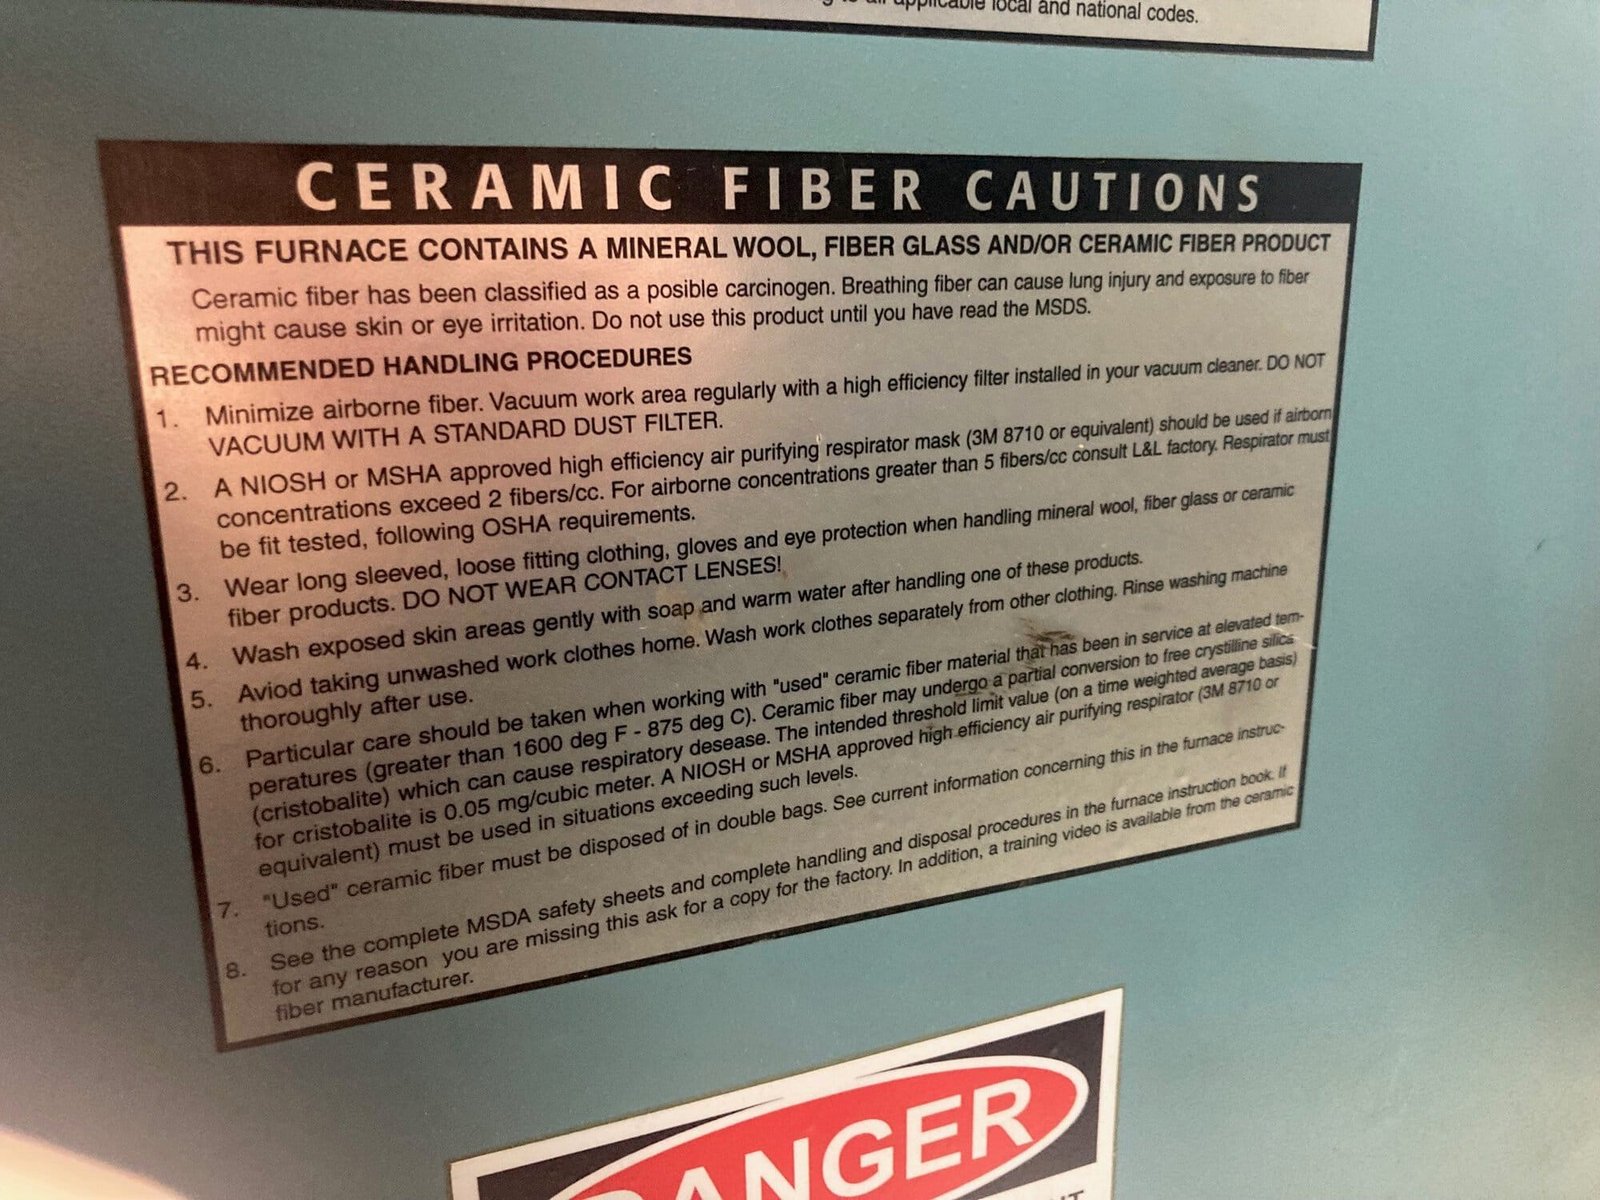 applicable local and national codes.
CERAMIC FIBER CAUTIONS
THIS FURNACE CONTAINS A MINERAL WOOL, FIBER GLASS AND/OR CERAMIC FIBER PRODUCT
Ceramic fiber has been classified as a posible carcinogen. Breathing fiber can cause lung injury and exposure to fiber
might cause skin or eye irritation. Do not use this product until you have read the MSDS.
RECOMMENDED HANDLING PROCEDURES
1. Minimize airborne fiber. Vacuum work area regularly with a high efficiency filter installed in your vacuum cleaner. DO NOT
VACUUM WITH A STANDARD DUST FILTER.
2. A NIOSH or MSHA approved high efficiency air purifying respirator mask (3M 8710 or equivalent) should be used if airborn
concentrations exceed 2 fibers/cc. For airborne concentrations greater than 5 fibers/cc consult L&L factory. Respirator must
be fit tested, following OSHA requirements.
3. Wear long sleeved, loose fitting clothing, gloves and eye protection when handling mineral wool, fiber glass or ceramic
fiber products. DO NOT WEAR CONTACT LENSES!
4. Wash exposed skin areas gently with soap and warm water after handling one of these products.
5. Aviod taking unwashed work clothes home. Wash work clothes separately from other clothing. Rinse washing machine
thoroughly after use.
6. Particular care should be taken when working with "used" ceramic fiber material that has been in service at elevated tem-
peratures (greater than 1600 deg F - 875 deg C). Ceramic fiber may undergo a partial conversion to free crystilline silics
(cristobalite) which can cause respiratory desease. The intended threshold limit value (on a time weighted average basis)
for cristobalite is 0.05 mg/cubic meter. A NIOSH or MSHA approved high efficiency air purifying respirator (3M 8710 or
equivalent) must be used in situations exceeding such levels.
7. "Used" ceramic fiber must be disposed of in double bags. See current information concerning this in the furnace instruc-
tions.
8. See the complete MSDA safety sheets and complete handling and disposal procedures in the furnace instruction book. If
for any reason you are missing this ask for a copy for the factory. In addition, a training video is available from the ceramic
fiber manufacturer.
DANGER